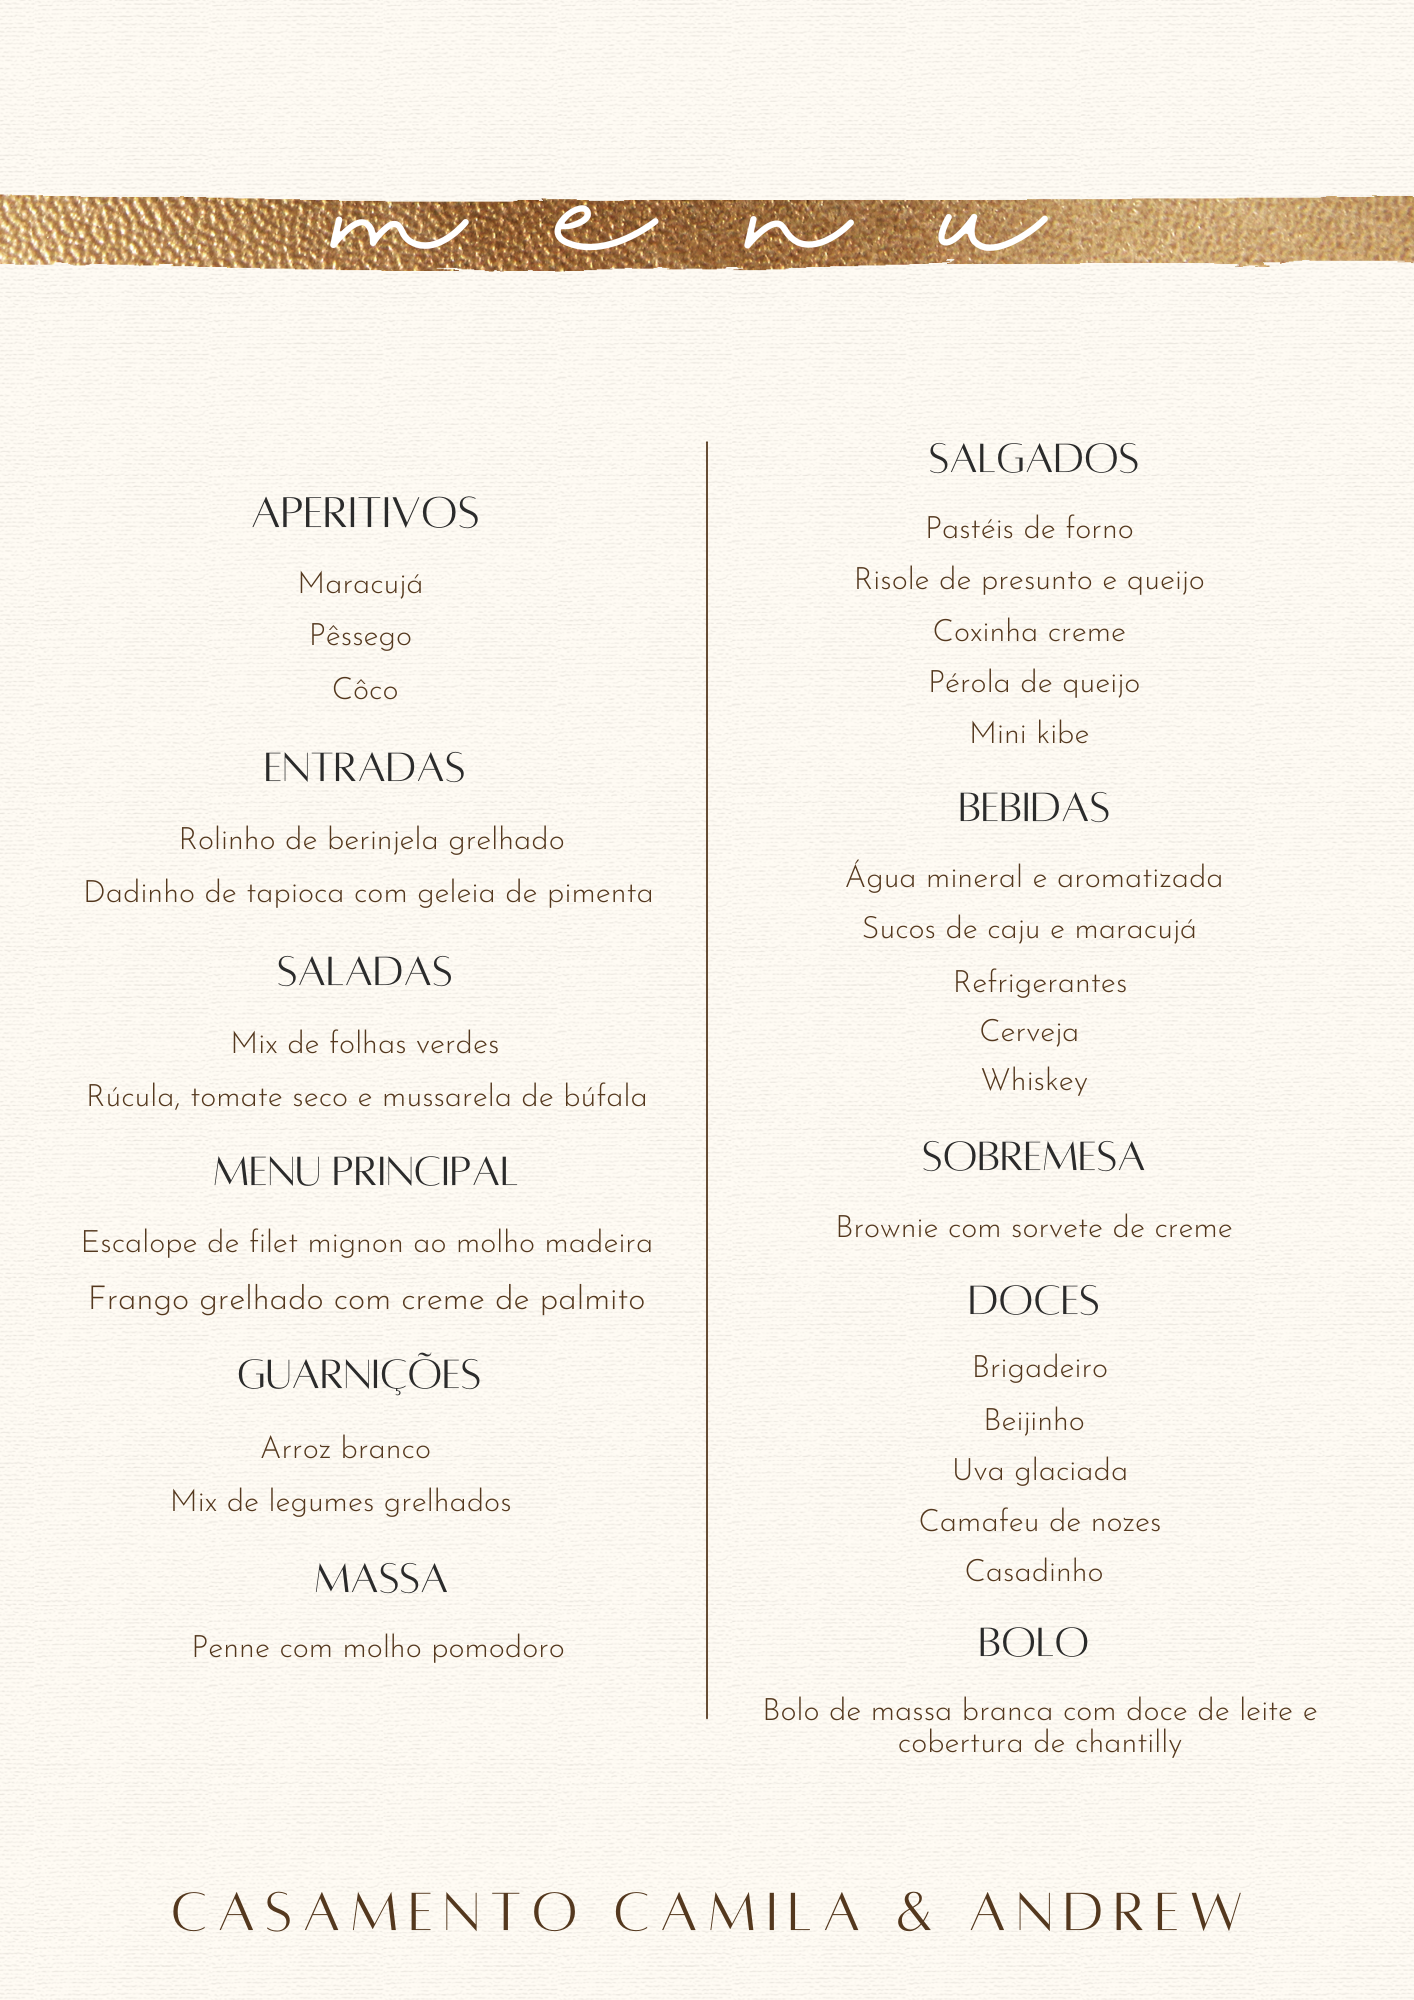 menu
APERITIVOS
Maracujá
Pêssego
Côco
ENTRADAS
Rolinho de berinjela grelhado
Dadinho de tapioca com geleia de pimenta
SALADAS
Mix de folhas verdes
Rúcula, tomate seco e mussarela de búfala
MENU PRINCIPAL
Escalope de filet mignon ao molho madeira
Frango grelhado com creme de palmito
GUARNIÇÕES
Arroz branco
Mix de legumes grelhados
MASSA
Penne com molho pomodoro
SALGADOS
Pastéis de forno
Risole de presunto e queijo
Coxinha creme
Pérola de queijo
Mini kibe
BEBIDAS
Água mineral e aromatizada
Sucos de caju e maracujá
Refrigerantes
Cerveja
Whiskey
SOBREMESA
Brownie com sorvete de creme
DOCES
Brigadeiro
Beijinho
Uva glaciada
Camafeu de nozes
Casadinho
BOLO
Bolo de massa branca com doce de leite e
cobertura de chantilly
CASAMENTO CAMILA & ANDREW